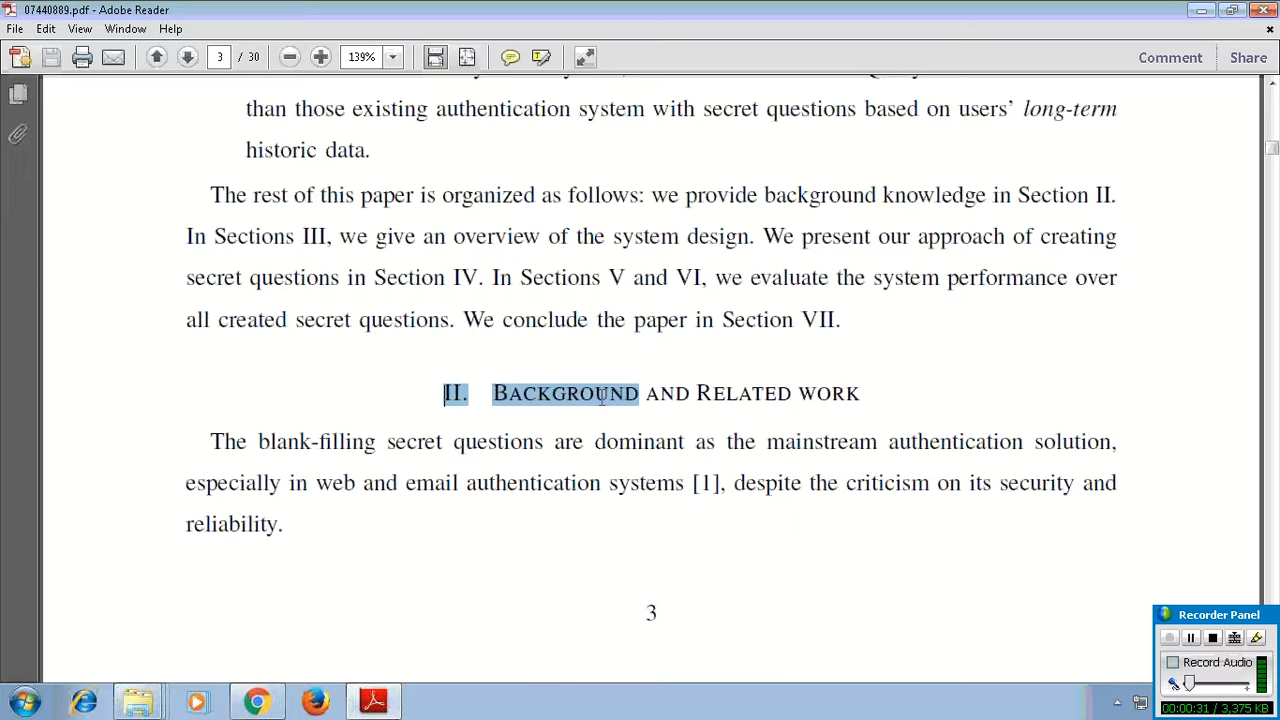 07440889.pdf - Adobe Reader
File Edit View Window Help
3 / 30 139% Comment Share
than those existing authentication system with secret questions based on users' long-term
historic data.
The rest of this paper is organized as follows: we provide background knowledge in Section II.
In Sections III, we give an overview of the system design. We present our approach of creating
secret questions in Section IV. In Sections V and VI, we evaluate the system performance over
all created secret questions. We conclude the paper in Section VII.
II. BACKGROUND AND RELATED WORK
The blank-filling secret questions are dominant as the mainstream authentication solution,
especially in web and email authentication systems [1], despite the criticism on its security and
reliability.
3
Recorder Panel
Record Audio
00:00:31 / 3,375 KB